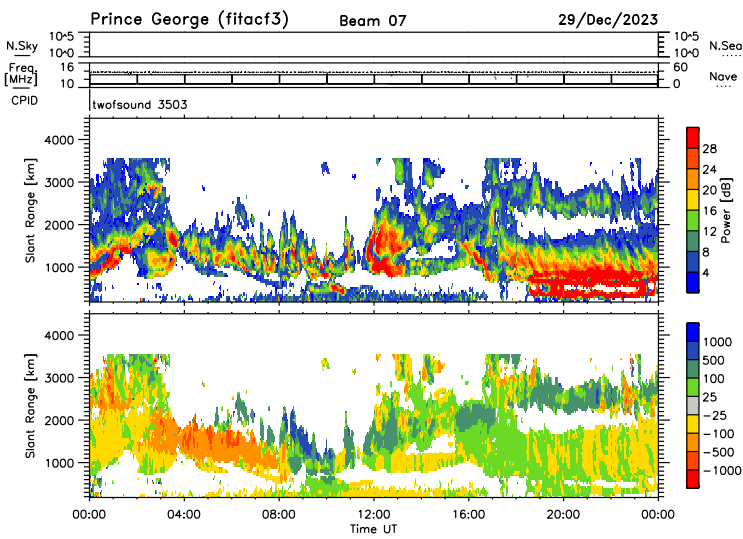 Prince George (fitacf3) Beam 07 29/Dec/2023
N.Sky 10^5 10^5 N.Sea
10^0 10^0
Freq. 16 60
[MHz] 10 0 Nave
CPID twofsound 3503
Slant Range [km]
4000
3000
2000
1000
28
24
20
16
12
8
4
Power [dB]
Slant Range [km]
4000
3000
2000
1000
1000
500
100
25
-25
-100
-500
-1000
00:00 04:00 08:00 12:00 16:00 20:00 00:00
Time UT